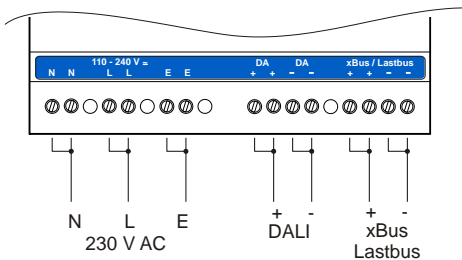 110 - 240 V ⎓
DA DA
xBus / Lastbus
N N L L E E + + - - + + - -
N L E + - + -
230 V AC
DALI
xBus
Lastbus